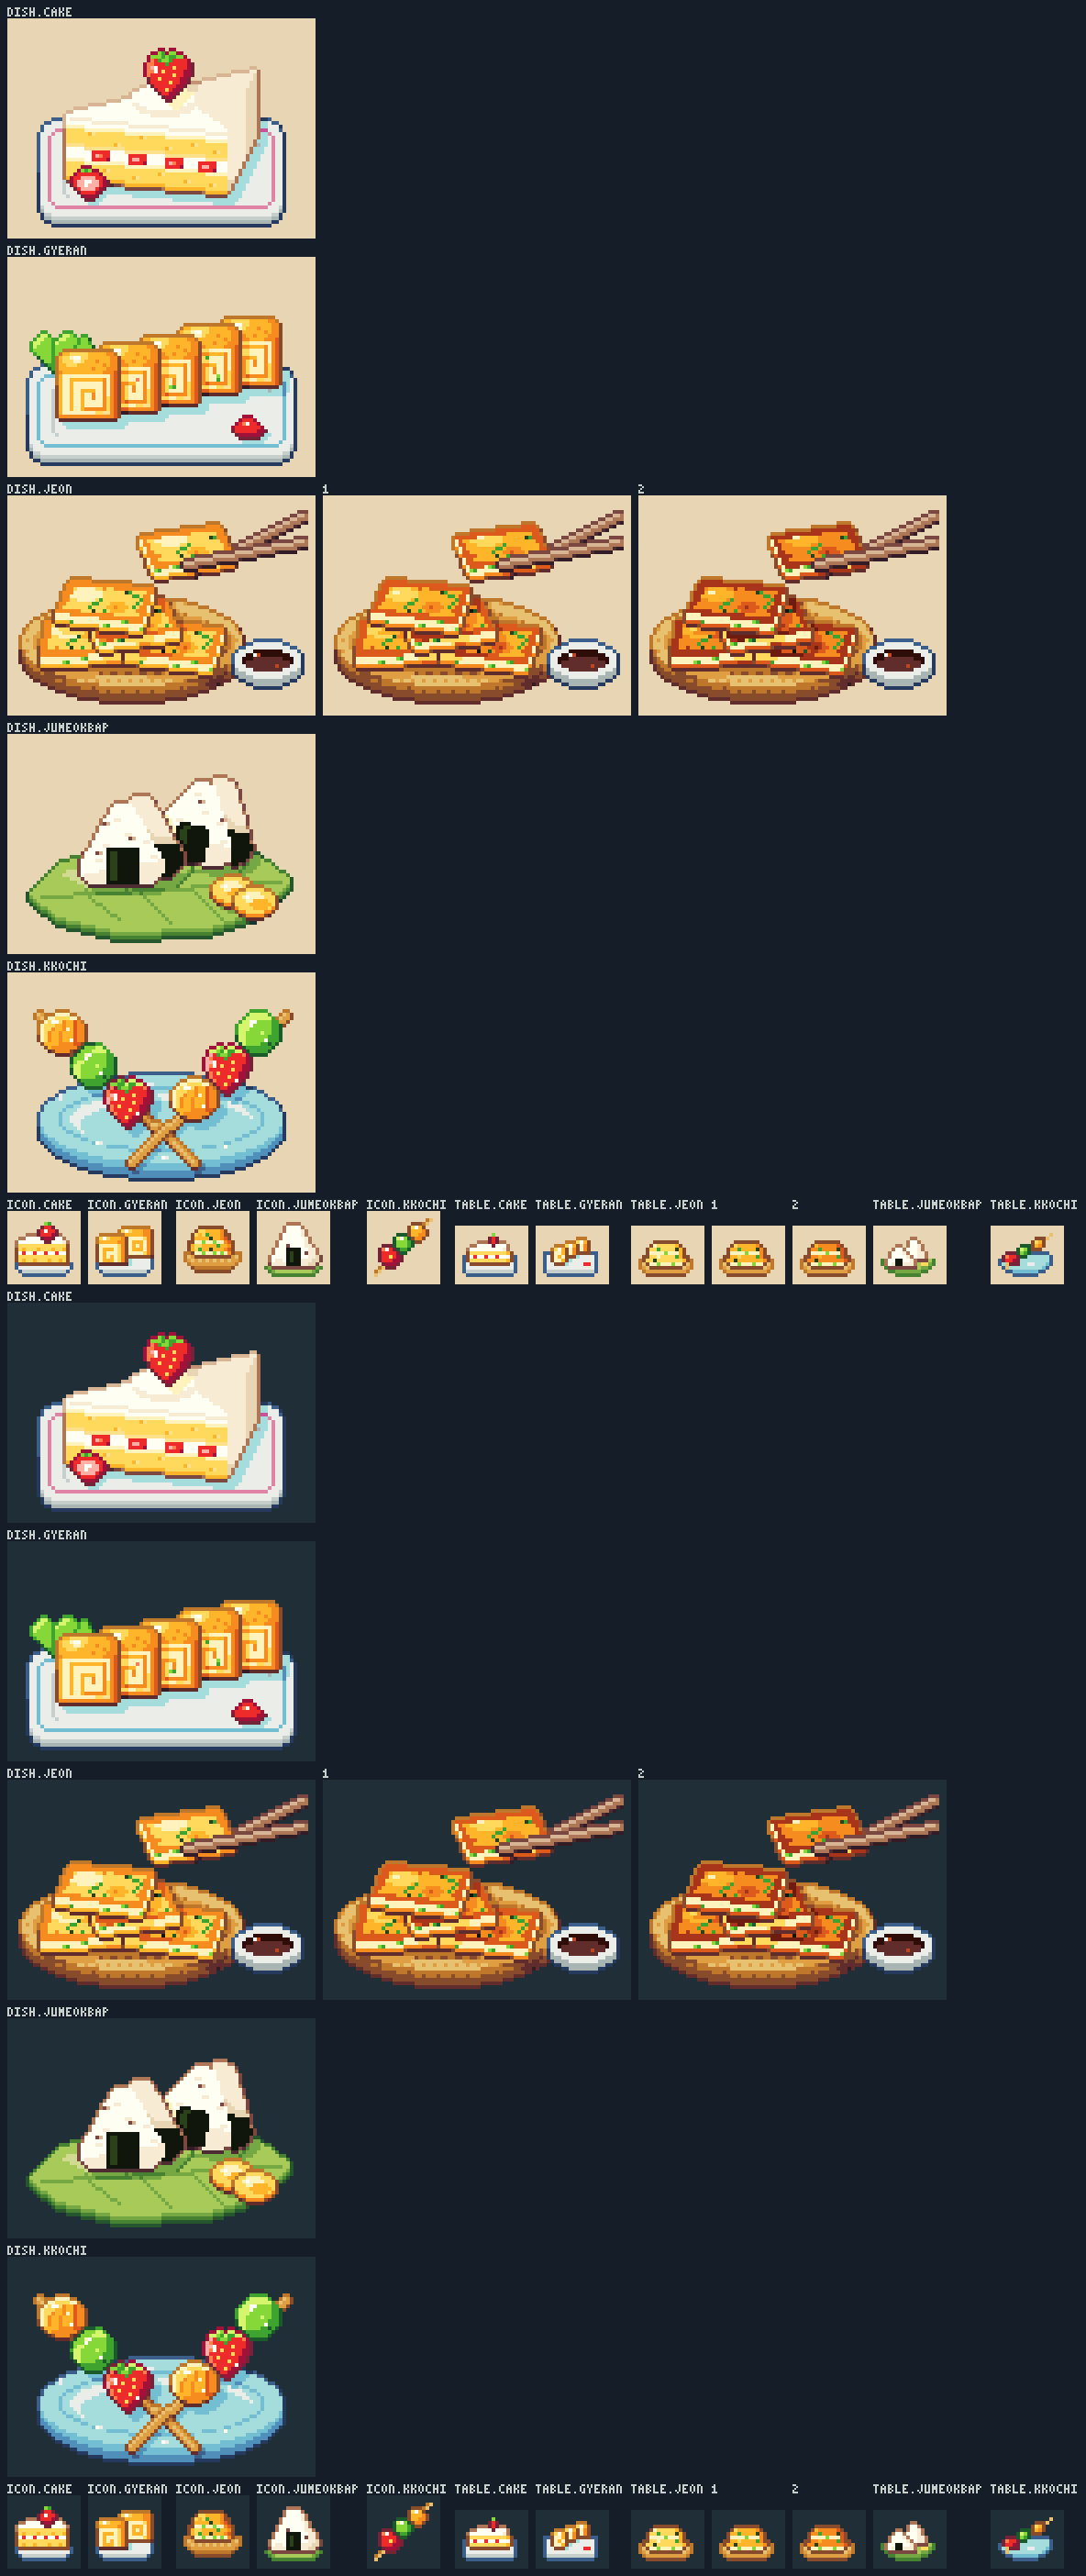 DISH.CAKE
DISH.GYERAN
DISH.JEON 1 2
DISH.JUMEOKBAP
DISH.KKOCHI
ICON.CAKE ICON.GYERAN ICON.JEON ICON.JUMEOKBAP ICON.KKOCHI TABLE.CAKE TABLE.GYERAN TABLE.JEON 1 2 TABLE.JUMEOKBAP TABLE.KKOCHI
DISH.CAKE
DISH.GYERAN
DISH.JEON 1 2
DISH.JUMEOKBAP
DISH.KKOCHI
ICON.CAKE ICON.GYERAN ICON.JEON ICON.JUMEOKBAP ICON.KKOCHI TABLE.CAKE TABLE.GYERAN TABLE.JEON 1 2 TABLE.JUMEOKBAP TABLE.KKOCHI